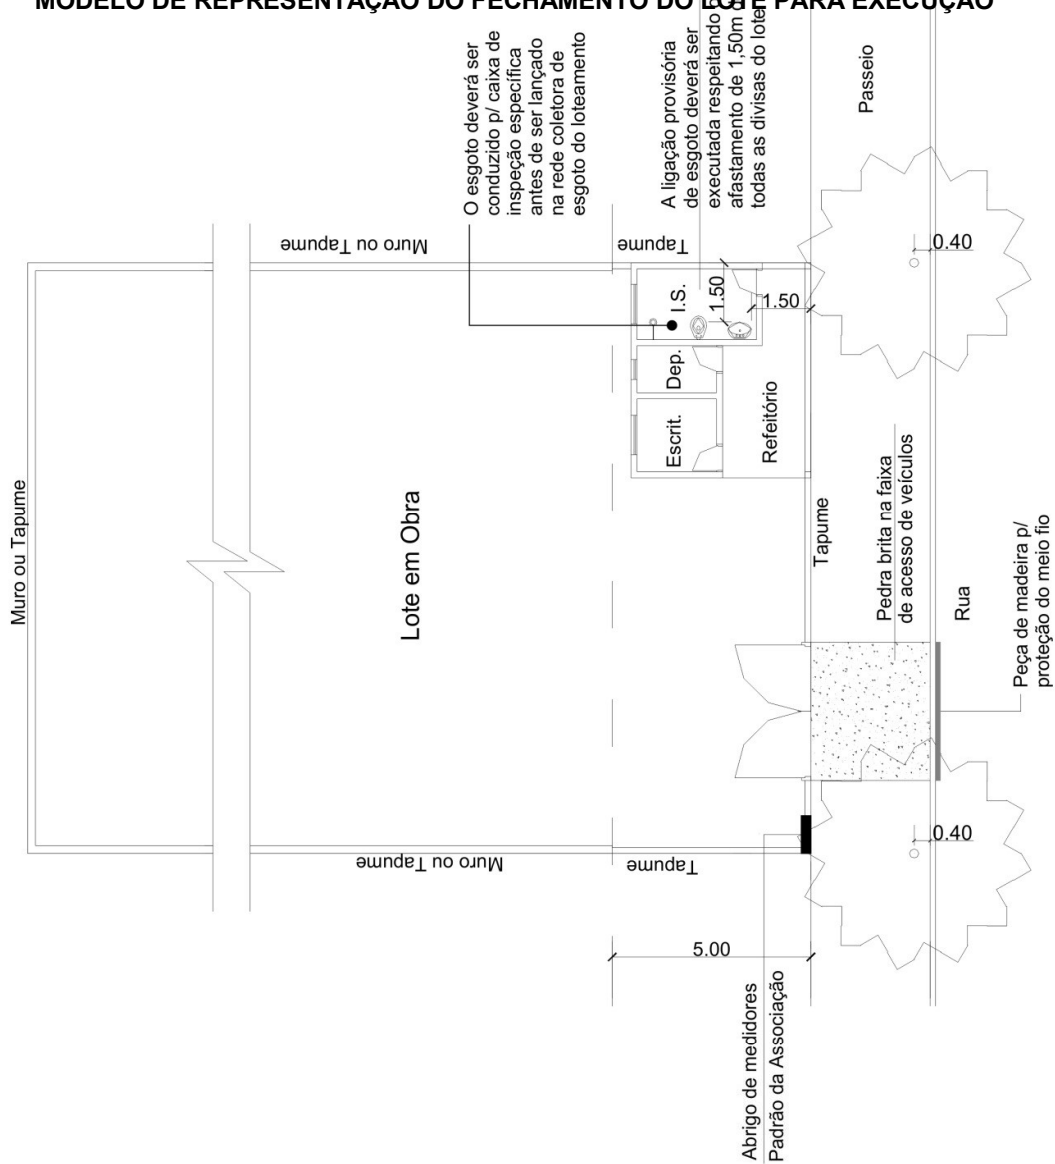 MODELO DE REPRESENTAÇÃO DO FECHAMENTO DO LOTE PARA EXECUÇÃO
O esgoto deverá ser
conduzido p/ caixa de
inspeção específica
antes de ser lançado
na rede coletora de
esgoto do loteamento
A ligação provisória
de esgoto deverá ser
executada respeitando
afastamento de 1,50m
todas as divisas do lote
Passeio
Muro ou Tapume
Tapume
0.40
I.S.
1.50
1.50
Dep.
Escrit.
Refeitório
Muro ou Tapume
Lote em Obra
Tapume
Pedra brita na faixa
de acesso de veículos
Rua
Peça de madeira p/
proteção do meio fio
Muro ou Tapume
Tapume
0.40
5.00
Abrigo de medidores
Padrão da Associação